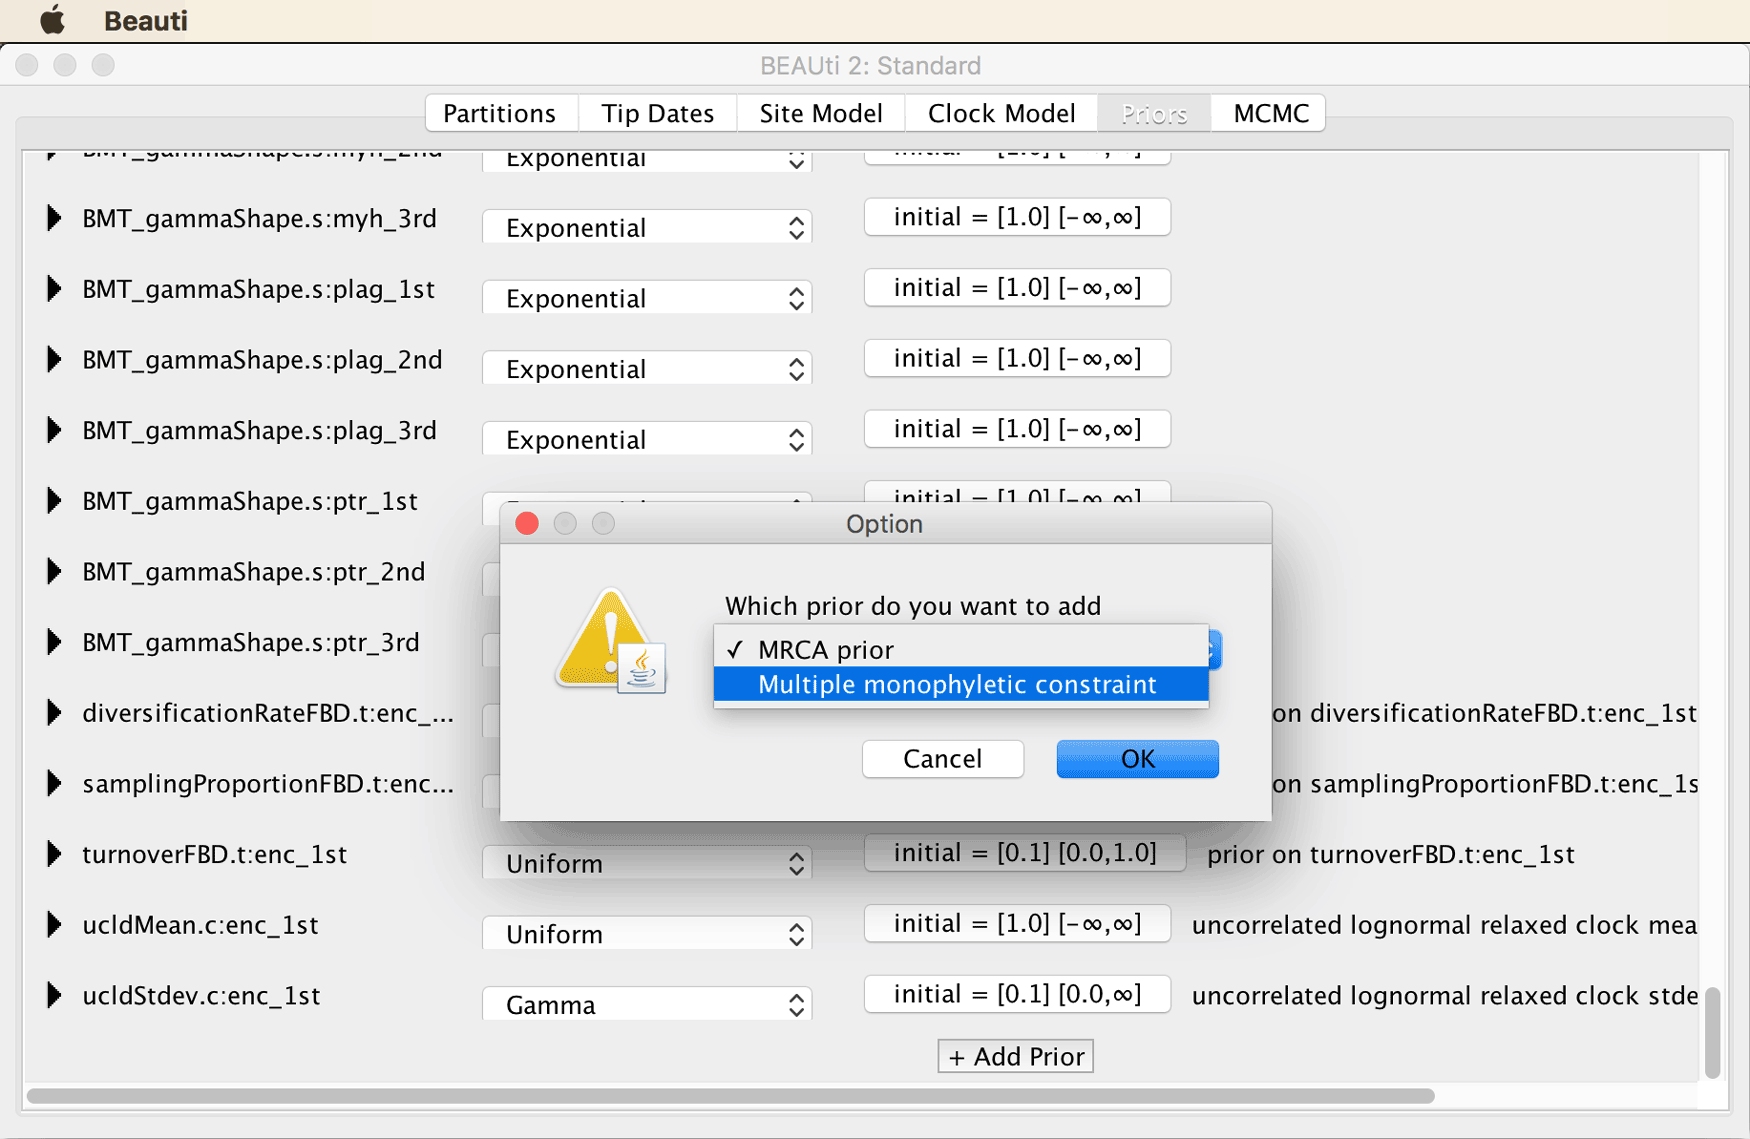 Beauti
BEAUti 2: Standard
Partitions Tip Dates Site Model Clock Model Priors MCMC
BMT_gammaShape.s:myh_2nd Exponential initial = [1.0] [-∞,∞]
BMT_gammaShape.s:myh_3rd Exponential initial = [1.0] [-∞,∞]
BMT_gammaShape.s:plag_1st Exponential initial = [1.0] [-∞,∞]
BMT_gammaShape.s:plag_2nd Exponential initial = [1.0] [-∞,∞]
BMT_gammaShape.s:plag_3rd Exponential initial = [1.0] [-∞,∞]
BMT_gammaShape.s:ptr_1st initial = [1.0] [-∞,∞]
Option
BMT_gammaShape.s:ptr_2nd
Which prior do you want to add
BMT_gammaShape.s:ptr_3rd
✓ MRCA prior
Multiple monophyletic constraint
diversificationRateFBD.t:enc_... on diversificationRateFBD.t:enc_1st
Cancel OK
samplingProportionFBD.t:enc... on samplingProportionFBD.t:enc_1s
turnoverFBD.t:enc_1st Uniform initial = [0.1] [0.0,1.0] prior on turnoverFBD.t:enc_1st
ucldMean.c:enc_1st Uniform initial = [1.0] [-∞,∞] uncorrelated lognormal relaxed clock mea
ucldStdev.c:enc_1st Gamma initial = [0.1] [0.0,∞] uncorrelated lognormal relaxed clock stde
+ Add Prior